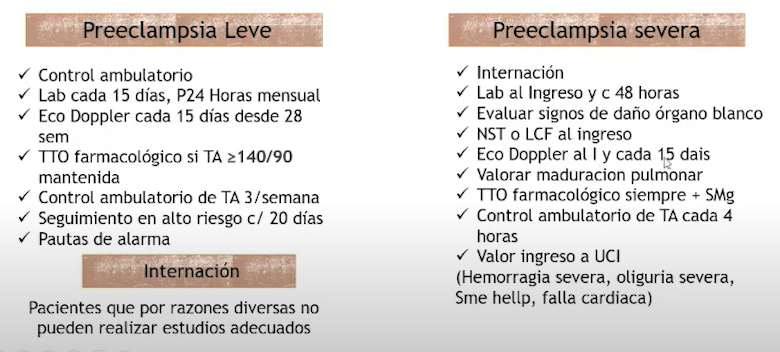 Preeclampsia Leve
✓ Control ambulatorio
✓ Lab cada 15 días, P24 Horas mensual
✓ Eco Doppler cada 15 días desde 28
sem
✓ TTO farmacológico si TA ≥140/90
mantenida
✓ Control ambulatorio de TA 3/semana
✓ Seguimiento en alto riesgo c/ 20 días
✓ Pautas de alarma
Internación
Pacientes que por razones diversas no
pueden realizar estudios adecuados
Preeclampsia severa
✓ Internación
✓ Lab al Ingreso y c 48 horas
✓ Evaluar signos de daño órgano blanco
✓ NST o LCF al ingreso
✓ Eco Doppler al I y cada 15 dais
✓ Valorar maduracion pulmonar
✓ TTO farmacológico siempre + SMg
✓ Control ambulatorio de TA cada 4
horas
✓ Valor ingreso a UCI
(Hemorragia severa, oliguria severa,
Sme hellp, falla cardiaca)